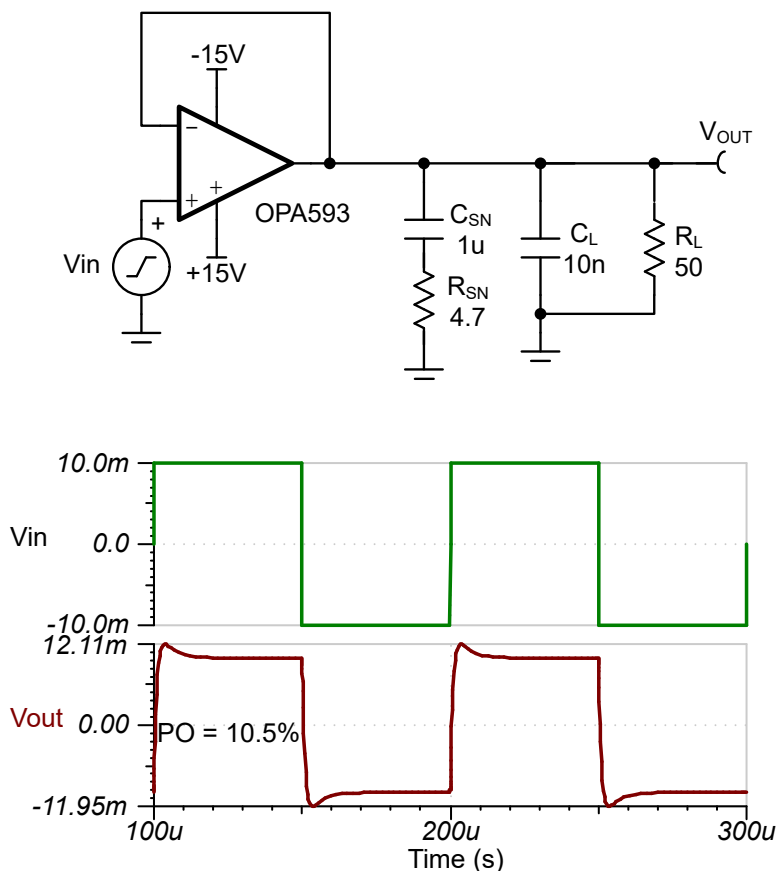 -15V
−
+
+
+
OPA593
+15V
Vin
C_SN
1u
R_SN
4.7
C_L
10n
R_L
50
V_OUT
10.0m
Vin
0.0
-10.0m
12.11m
Vout
0.00
PO = 10.5%
-11.95m
100u
200u
300u
Time (s)